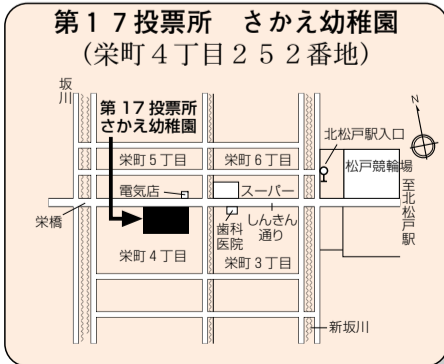 第１７投票所　さかえ幼稚園
(栄町４丁目２５２番地)
坂川
第 17 投票所
さかえ幼稚園
N
北松戸駅入口
栄町５丁目
栄町６丁目
松戸競輪場
電気店
スーパー
至北松戸駅
栄橋
歯科
医院
しんきん
通り
栄町４丁目
栄町３丁目
新坂川